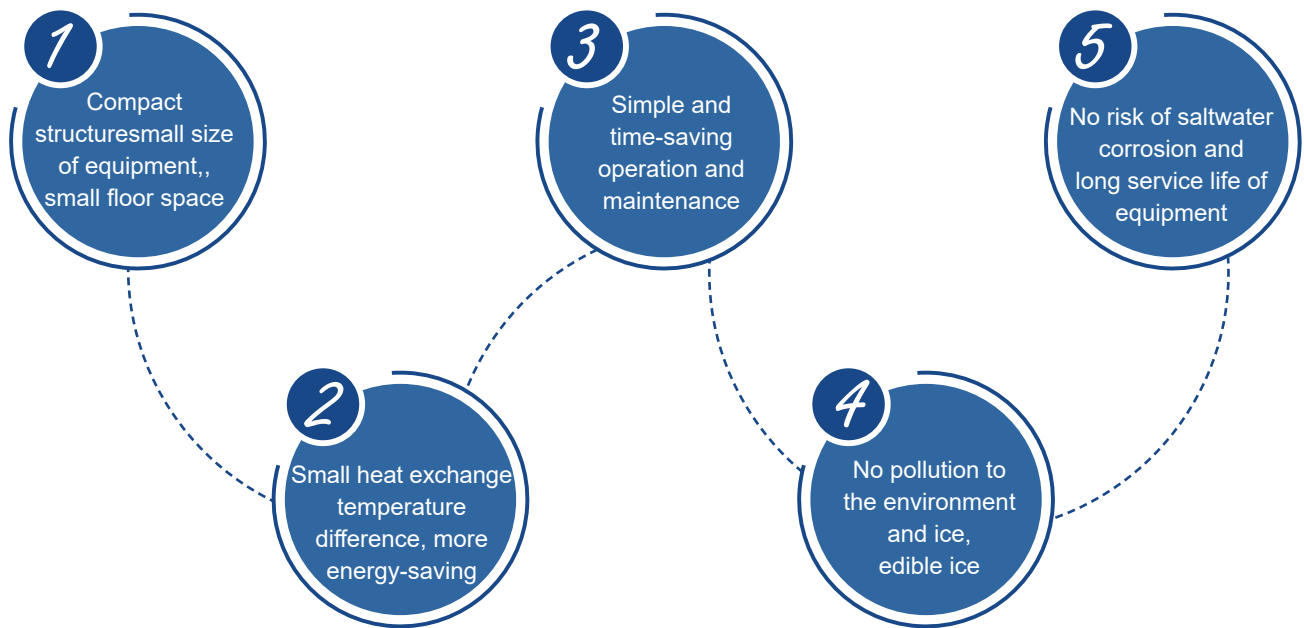 1
Compact
structuresmall size
of equipment,,
small floor space
2
Small heat exchange
temperature
difference, more
energy-saving
3
Simple and
time-saving
operation and
maintenance
4
No pollution to
the environment
and ice,
edible ice
5
No risk of saltwater
corrosion and
long service life of
equipment